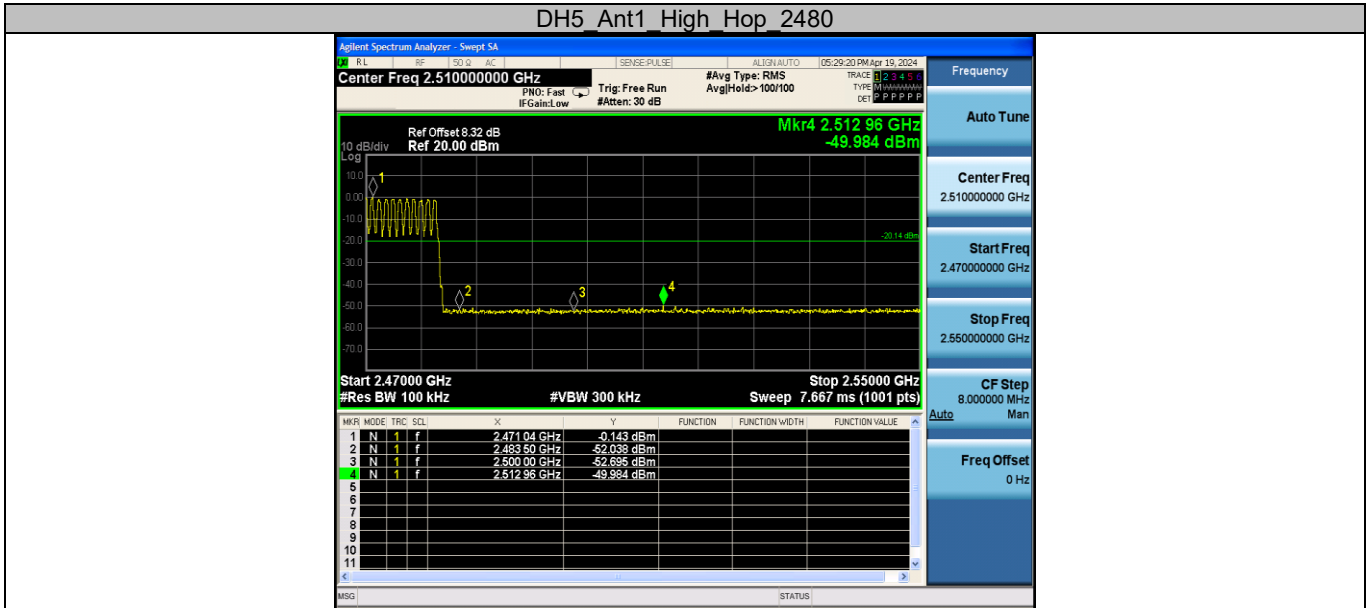 DH5_Ant1_High_Hop_2480
Agilent Spectrum Analyzer - Swept SA
RL RF 50 Ω AC SENSE:PULSE ALIGN AUTO 05:29:20 PM Apr 19, 2024
Center Freq 2.510000000 GHz
PNO: Fast
IFGain:Low
Trig: Free Run
#Atten: 30 dB
#Avg Type: RMS
Avg|Hold:> 100/100
TRACE 1 2 3 4 5 6
TYPE M
DET P P P P P P
Frequency
Auto Tune
Center Freq
2.510000000 GHz
Start Freq
2.470000000 GHz
Stop Freq
2.550000000 GHz
CF Step
8.000000 MHz
Auto Man
Freq Offset
0 Hz
Mkr4 2.512 96 GHz
-49.984 dBm
Ref Offset 8.32 dB
10 dB/div Ref 20.00 dBm
Log
10.0
0.00
-10.0
-20.0
-30.0
-40.0
-50.0
-60.0
-70.0
1
2
3
4
-20.14 dBm
Start 2.47000 GHz Stop 2.55000 GHz
#Res BW 100 kHz #VBW 300 kHz Sweep 7.667 ms (1001 pts)
MKR MODE TRC SCL X Y FUNCTION FUNCTION WIDTH FUNCTION VALUE
1 N 1 f 2.471 04 GHz -0.143 dBm
2 N 1 f 2.483 50 GHz -52.038 dBm
3 N 1 f 2.500 00 GHz -52.695 dBm
4 N 1 f 2.512 96 GHz -49.984 dBm
5
6
7
8
9
10
11
MSG STATUS